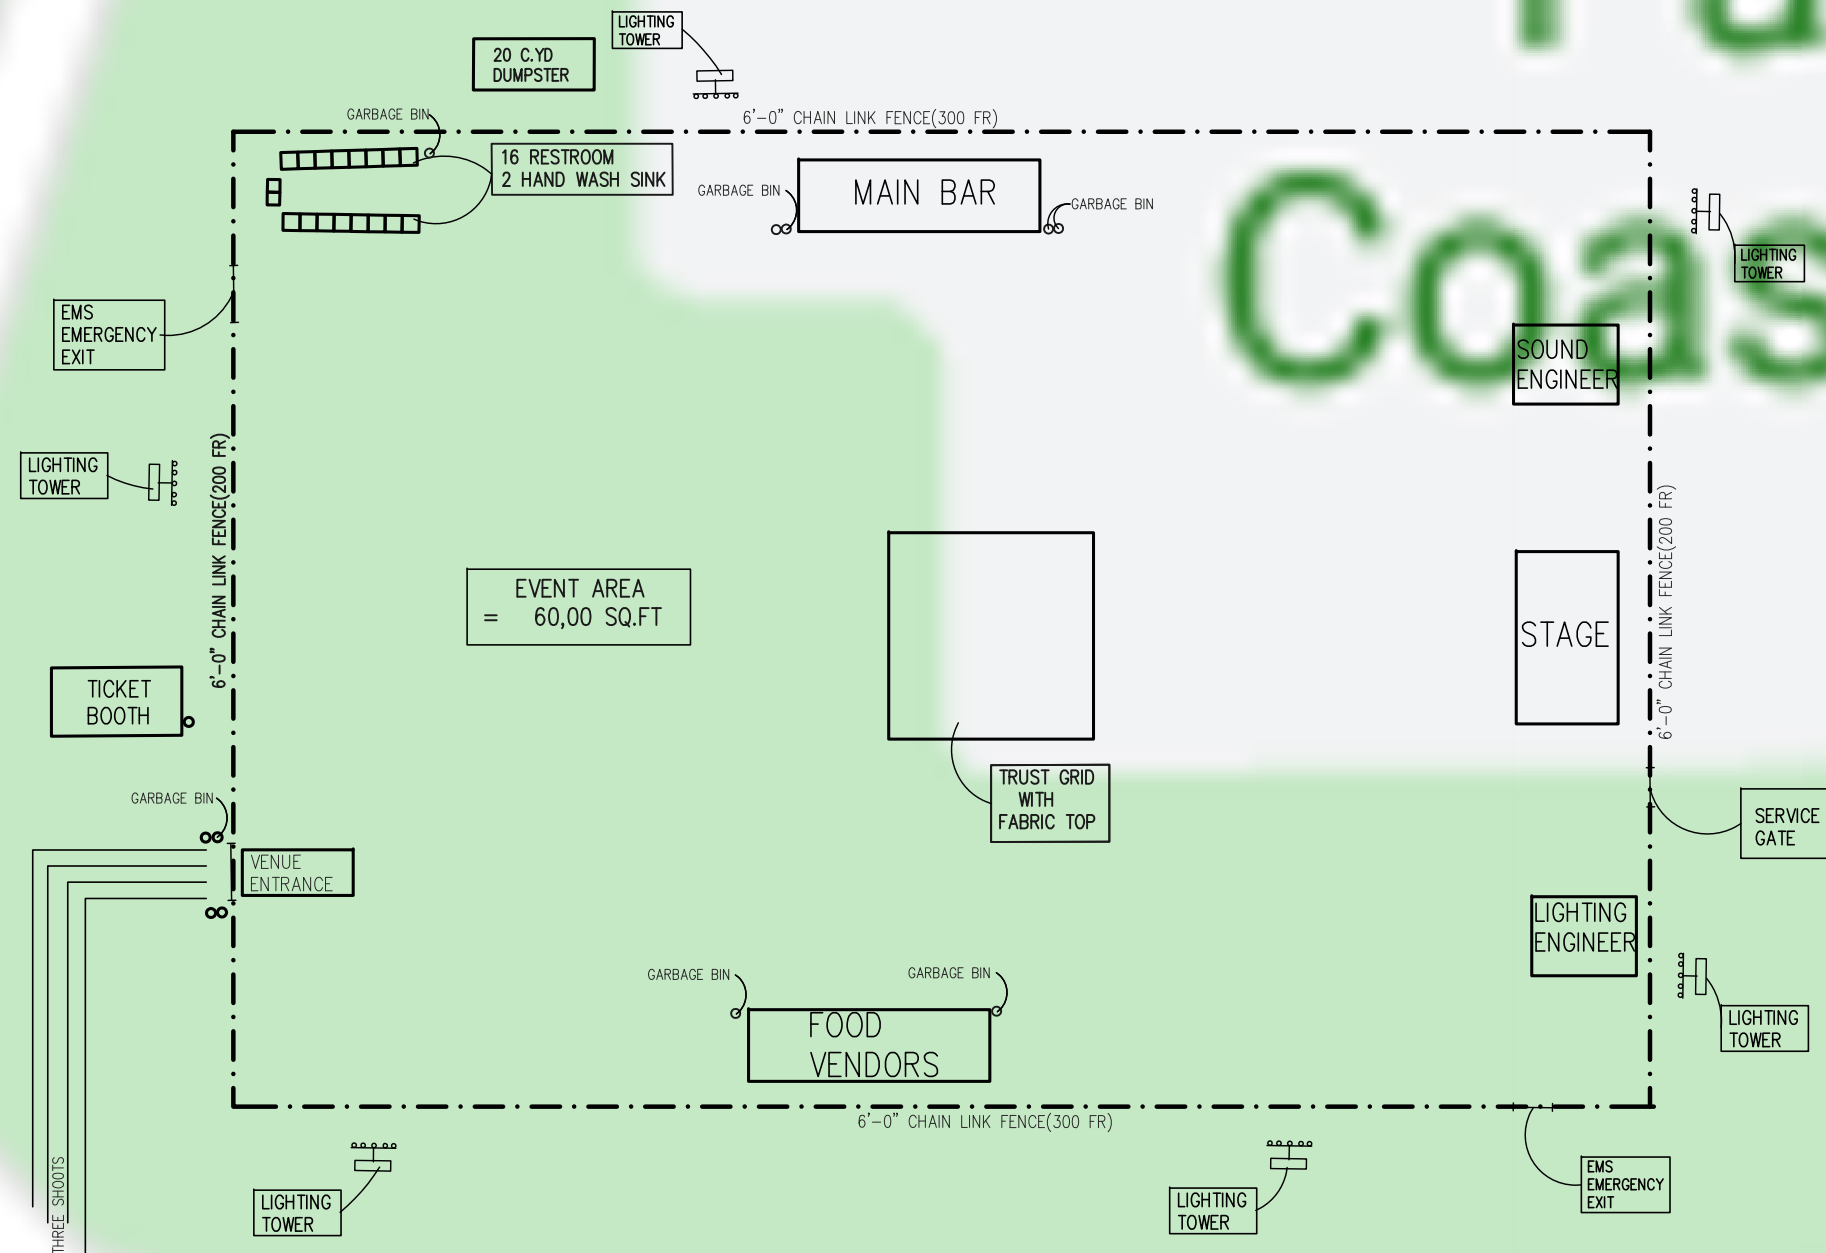 LIGHTING
TOWER
20 C.YD
DUMPSTER
GARBAGE BIN
6'-0" CHAIN LINK FENCE(300 FR)
16 RESTROOM
2 HAND WASH SINK
GARBAGE BIN
MAIN BAR
GARBAGE BIN
Coas
LIGHTING
TOWER
EMS
EMERGENCY
EXIT
SOUND
ENGINEER
LIGHTING
TOWER
6'-0" CHAIN LINK FENCE(200 FR)
6'-0" CHAIN LINK FENCE(200 FR)
EVENT AREA
= 60,00 SQ.FT
STAGE
TICKET
BOOTH
TRUST GRID
WITH
FABRIC TOP
GARBAGE BIN
SERVICE
GATE
VENUE
ENTRANCE
LIGHTING
ENGINEER
GARBAGE BIN
GARBAGE BIN
FOOD
VENDORS
LIGHTING
TOWER
6'-0" CHAIN LINK FENCE(300 FR)
THREE SHOOTS
LIGHTING
TOWER
LIGHTING
TOWER
EMS
EMERGENCY
EXIT